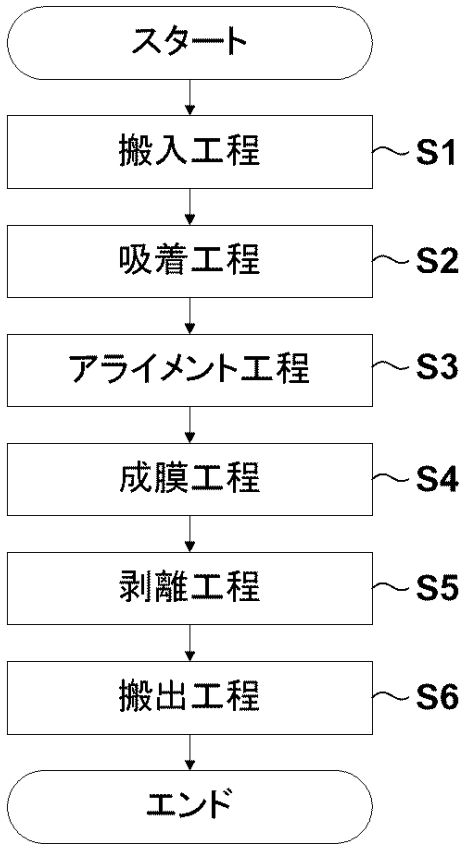 スタート
搬入工程 S1
吸着工程 S2
アライメント工程 S3
成膜工程 S4
剥離工程 S5
搬出工程 S6
エンド